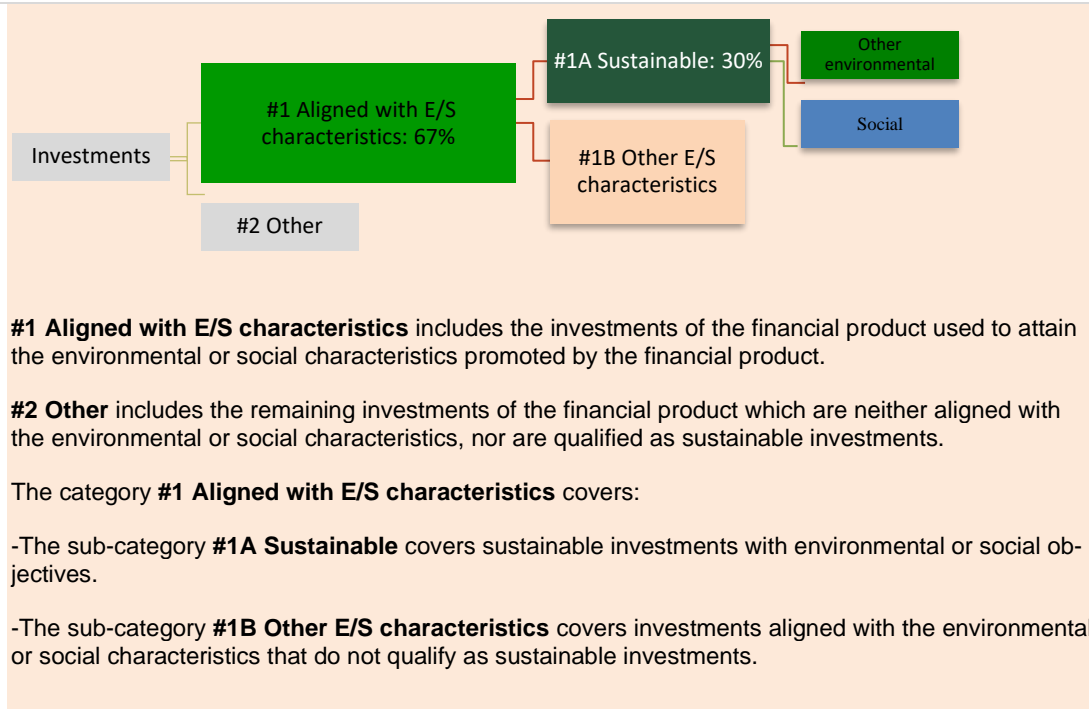 Investments
#1 Aligned with E/S
characteristics: 67%
#2 Other
#1A Sustainable: 30%
#1B Other E/S
characteristics
Other
environmental
Social
#1 Aligned with E/S characteristics includes the investments of the financial product used to attain
the environmental or social characteristics promoted by the financial product.
#2 Other includes the remaining investments of the financial product which are neither aligned with
the environmental or social characteristics, nor are qualified as sustainable investments.
The category #1 Aligned with E/S characteristics covers:
-The sub-category #1A Sustainable covers sustainable investments with environmental or social ob-
jectives.
-The sub-category #1B Other E/S characteristics covers investments aligned with the environmental
or social characteristics that do not qualify as sustainable investments.